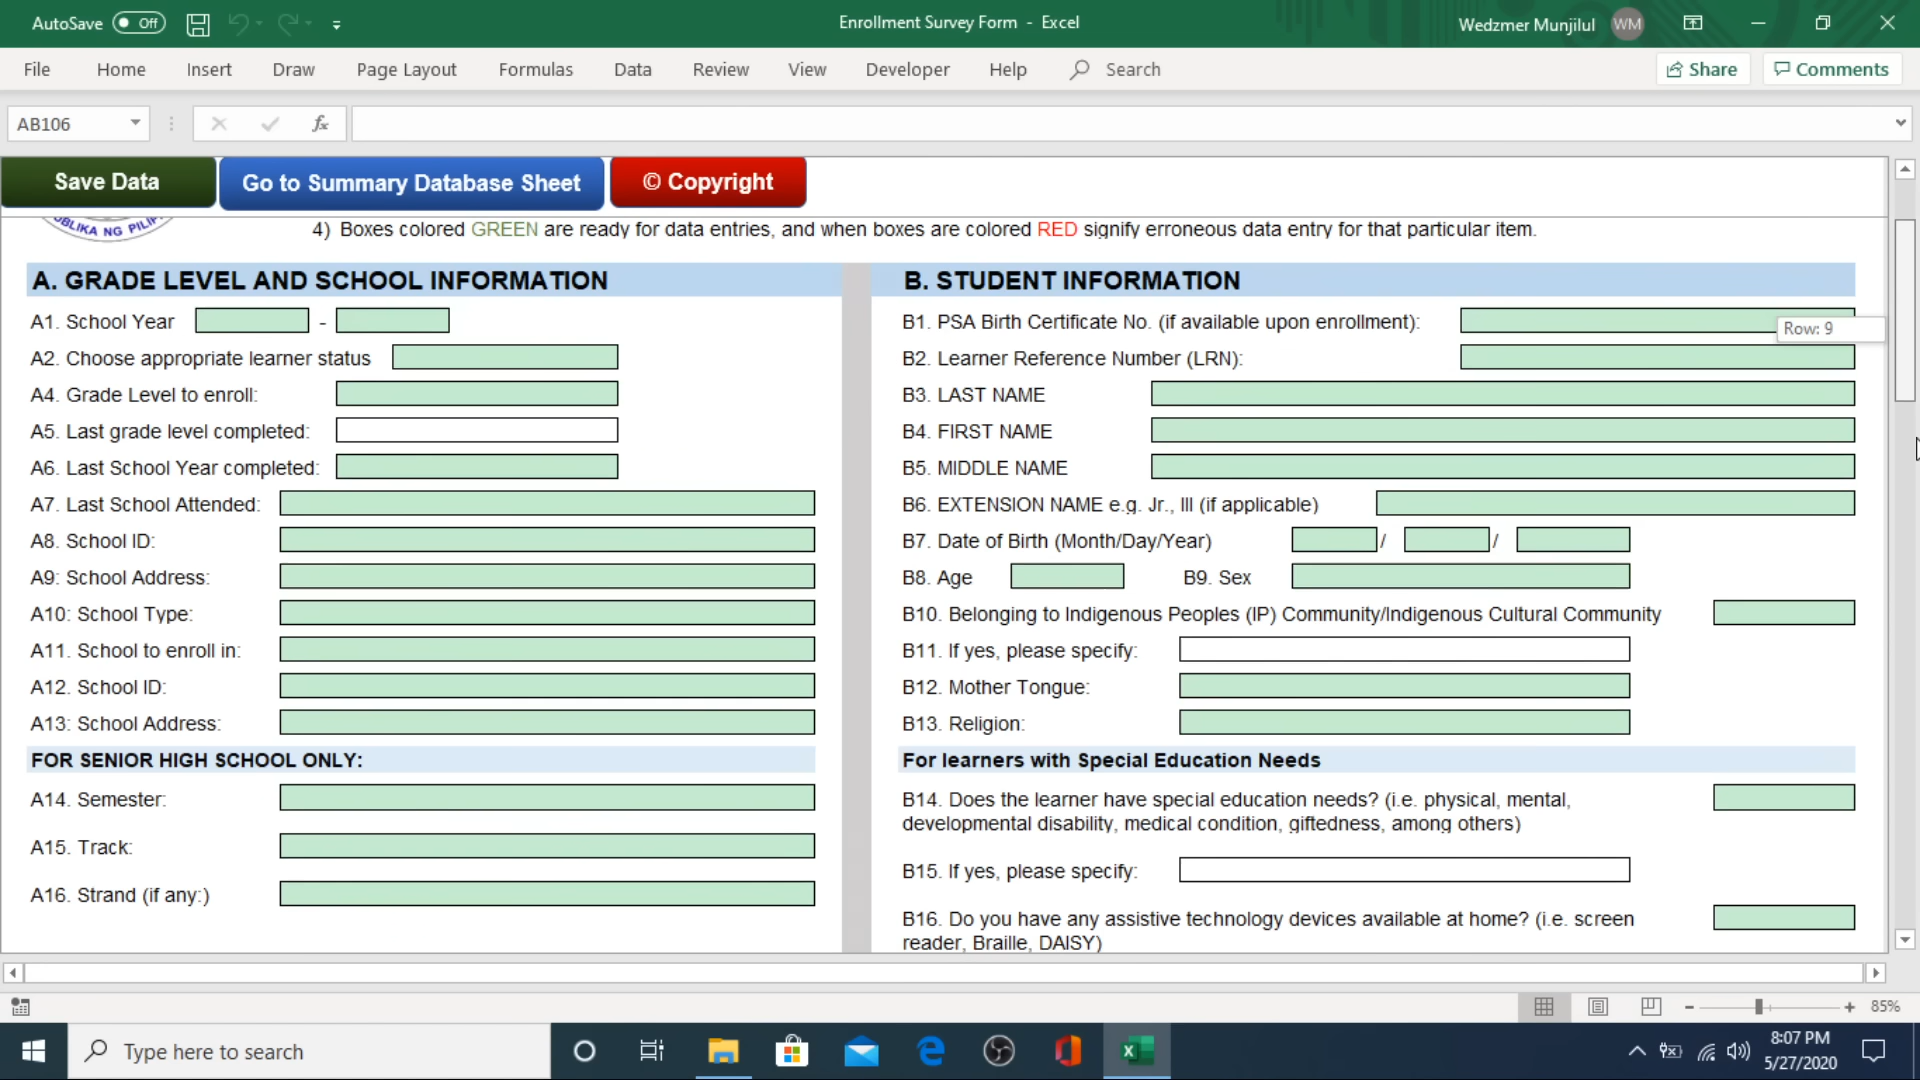 AutoSave Off
Enrollment Survey Form - Excel
Wedzmer Munjilul WM
File Home Insert Draw Page Layout Formulas Data Review View Developer Help Search Share Comments
AB106 fx
Save Data Go to Summary Database Sheet © Copyright
4) Boxes colored GREEN are ready for data entries, and when boxes are colored RED signify erroneous data entry for that particular item.
A. GRADE LEVEL AND SCHOOL INFORMATION
A1. School Year -
A2. Choose appropriate learner status
A4. Grade Level to enroll:
A5. Last grade level completed:
A6. Last School Year completed:
A7. Last School Attended:
A8. School ID:
A9: School Address:
A10: School Type:
A11. School to enroll in:
A12. School ID:
A13: School Address:
FOR SENIOR HIGH SCHOOL ONLY:
A14. Semester:
A15. Track:
A16. Strand (if any:)
B. STUDENT INFORMATION
B1. PSA Birth Certificate No. (if available upon enrollment):
Row: 9
B2. Learner Reference Number (LRN):
B3. LAST NAME
B4. FIRST NAME
B5. MIDDLE NAME
B6. EXTENSION NAME e.g. Jr., III (if applicable)
B7. Date of Birth (Month/Day/Year) / /
B8. Age B9. Sex
B10. Belonging to Indigenous Peoples (IP) Community/Indigenous Cultural Community
B11. If yes, please specify:
B12. Mother Tongue:
B13. Religion:
For learners with Special Education Needs
B14. Does the learner have special education needs? (i.e. physical, mental,
developmental disability, medical condition, giftedness, among others)
B15. If yes, please specify:
B16. Do you have any assistive technology devices available at home? (i.e. screen
reader, Braille, DAISY)
85%
Type here to search
8:07 PM
5/27/2020